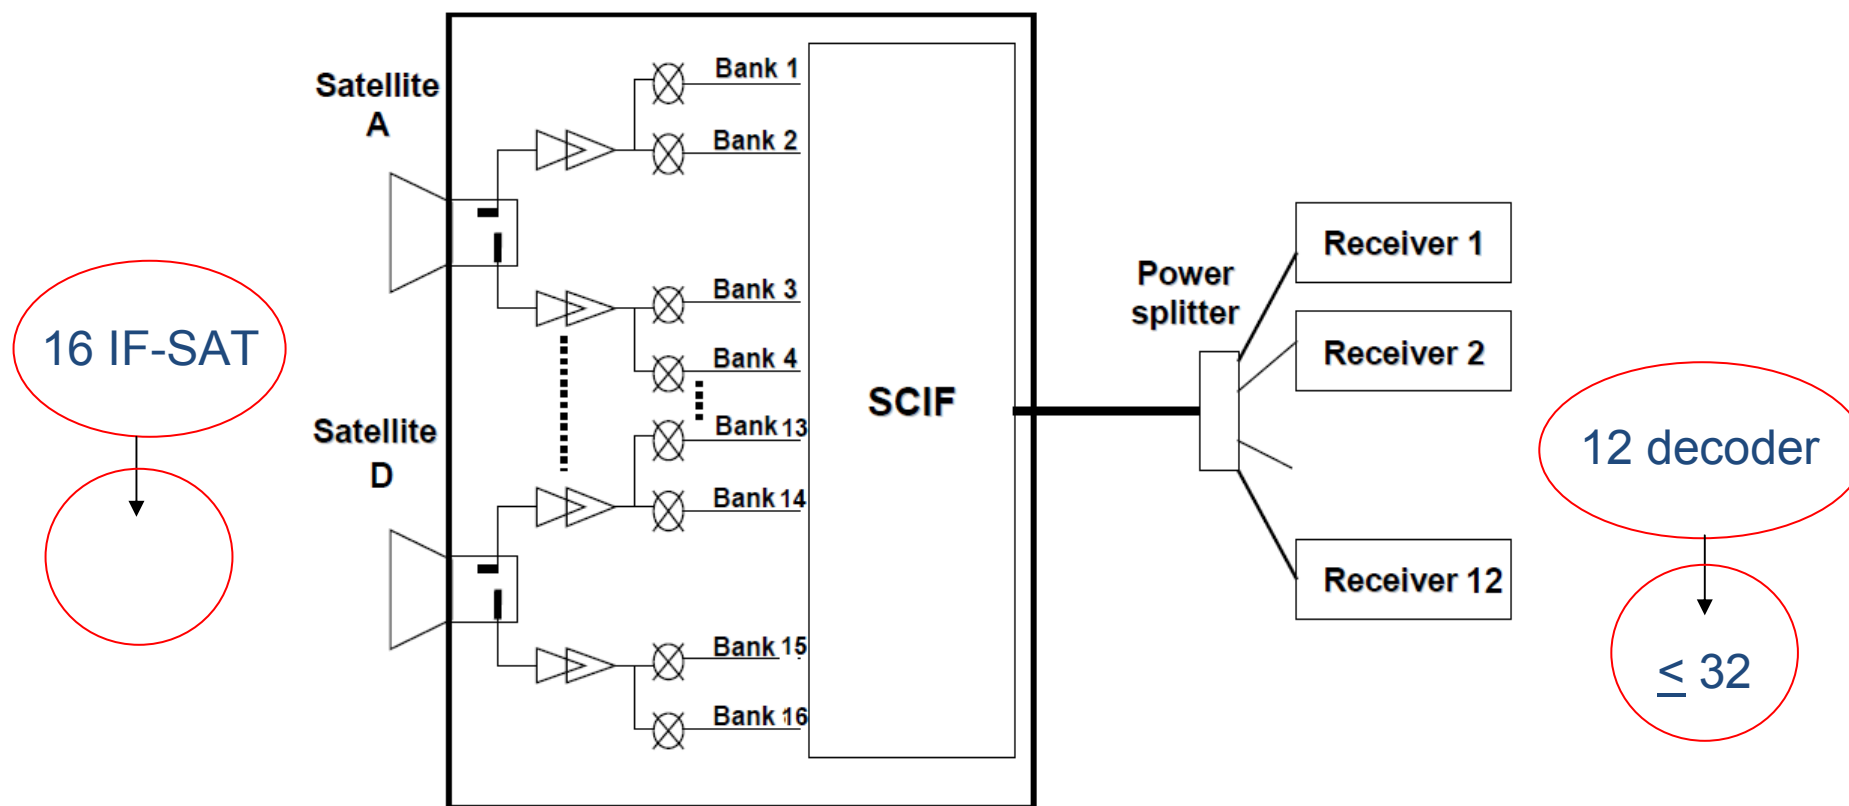 Satellite
A
Bank 1
Bank 2
Bank 3
Bank 4
16 IF-SAT
Satellite
D
Bank 13
Bank 14
Bank 15
Bank 16
SCIF
Power
splitter
Receiver 1
Receiver 2
Receiver 12
12 decoder
≤ 32